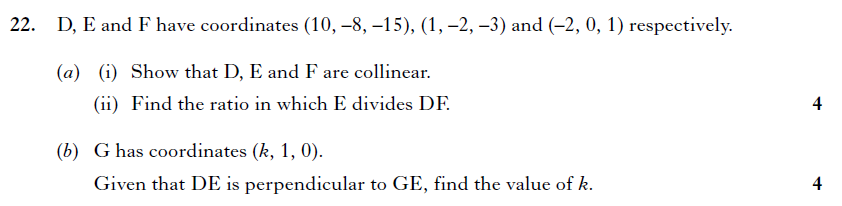 22. D, E and F have coordinates (10, –8, –15), (1, –2, –3) and (–2, 0, 1) respectively.
(a) (i) Show that D, E and F are collinear.
(ii) Find the ratio in which E divides DF. 4
(b) G has coordinates (k, 1, 0).
Given that DE is perpendicular to GE, find the value of k. 4